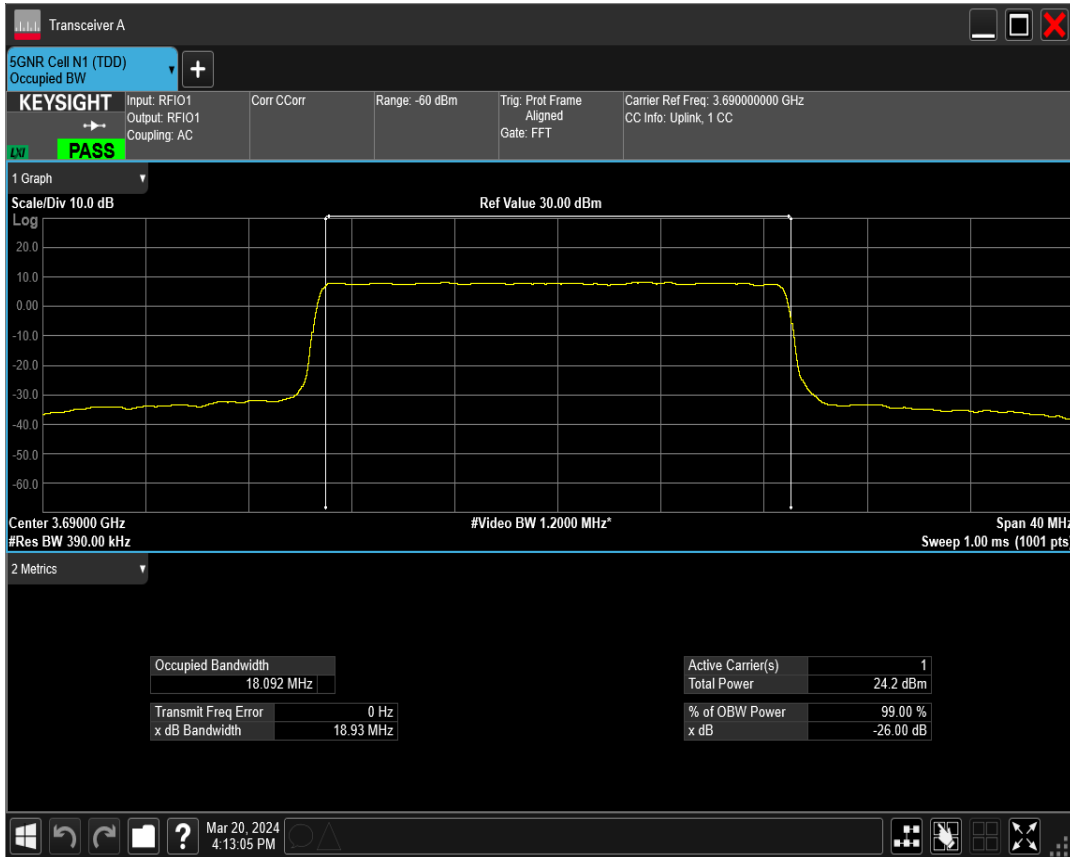 Transceiver A
5GNR Cell N1 (TDD)
Occupied BW
+
KEYSIGHT
LXI
PASS
Input: RFIO1
Output: RFIO1
Coupling: AC
Corr CCorr
Range: -60 dBm
Trig: Prot Frame
Aligned
Gate: FFT
Carrier Ref Freq: 3.690000000 GHz
CC Info: Uplink, 1 CC
1 Graph
Scale/Div 10.0 dB
Ref Value 30.00 dBm
Log
20.0
10.0
0.00
-10.0
-20.0
-30.0
-40.0
-50.0
-60.0
Center 3.69000 GHz
#Video BW 1.2000 MHz*
Span 40 MHz
#Res BW 390.00 kHz
Sweep 1.00 ms (1001 pts)
2 Metrics
Occupied Bandwidth
18.092 MHz
Transmit Freq Error 0 Hz
x dB Bandwidth 18.93 MHz
Active Carrier(s) 1
Total Power 24.2 dBm
% of OBW Power 99.00 %
x dB -26.00 dB
?
Mar 20, 2024
4:13:05 PM